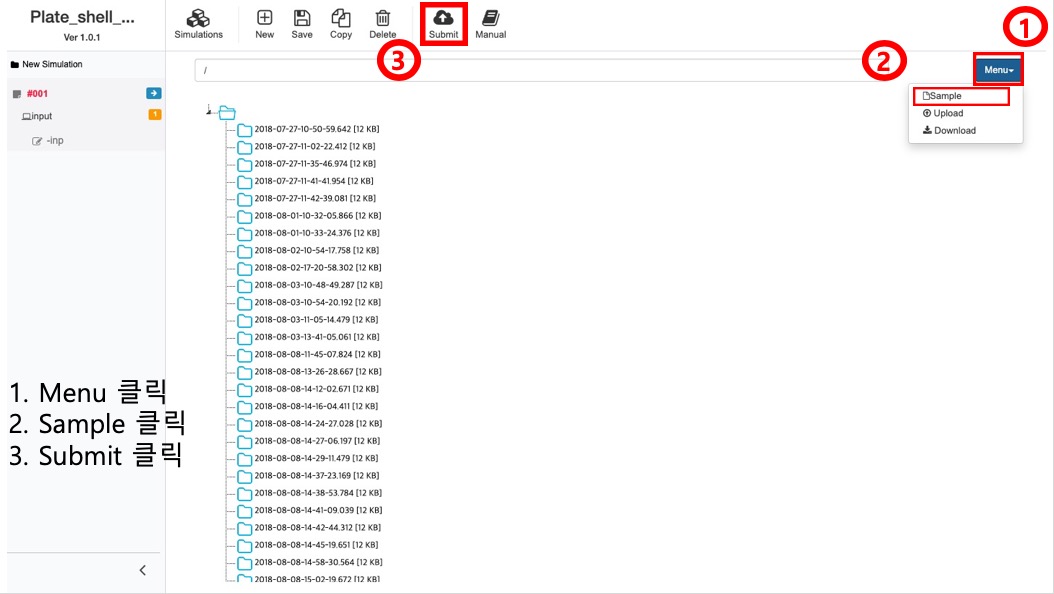 Plate_shell_...
Ver 1.0.1
Simulations
New
Save
Copy
Delete
Submit
Manual
1
New Simulation
3
/
2
Menu
#001
1
input
-inp
Sample
Upload
Download
2018-07-27-10-50-59.642 [12 KB]
2018-07-27-11-02-22.412 [12 KB]
2018-07-27-11-35-46.974 [12 KB]
2018-07-27-11-41-41.954 [12 KB]
2018-07-27-11-42-39.081 [12 KB]
2018-08-01-10-32-05.866 [12 KB]
2018-08-01-10-33-24.376 [12 KB]
2018-08-02-10-54-17.758 [12 KB]
2018-08-02-17-20-58.302 [12 KB]
2018-08-03-10-48-49.287 [12 KB]
2018-08-03-10-54-20.192 [12 KB]
2018-08-03-11-05-14.479 [12 KB]
2018-08-03-13-41-05.061 [12 KB]
2018-08-08-11-45-07.824 [12 KB]
2018-08-08-13-26-28.667 [12 KB]
2018-08-08-14-12-02.671 [12 KB]
2018-08-08-14-16-04.411 [12 KB]
2018-08-08-14-24-27.028 [12 KB]
2018-08-08-14-27-06.197 [12 KB]
2018-08-08-14-29-11.479 [12 KB]
2018-08-08-14-37-23.169 [12 KB]
2018-08-08-14-38-53.784 [12 KB]
2018-08-08-14-41-09.039 [12 KB]
2018-08-08-14-42-44.312 [12 KB]
2018-08-08-14-45-19.651 [12 KB]
2018-08-08-14-58-30.564 [12 KB]
2018-08-08-15-02-19.672 [12 KB]
1. Menu 클릭
2. Sample 클릭
3. Submit 클릭